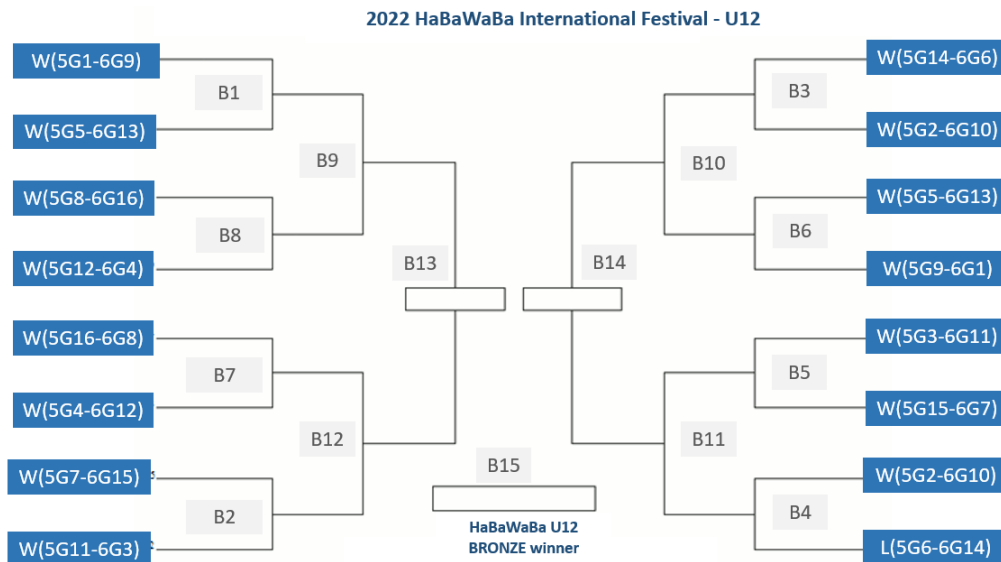 2022 HaBaWaBa International Festival - U12
W(5G1-6G9)
B1
W(5G5-6G13)
B9
W(5G8-6G16)
B8
W(5G12-6G4)
B13
W(5G16-6G8)
B7
W(5G4-6G12)
B12
W(5G7-6G15)
B2
W(5G11-6G3)
W(5G14-6G6)
B3
W(5G2-6G10)
B10
W(5G5-6G13)
B6
W(5G9-6G1)
B14
W(5G3-6G11)
B5
W(5G15-6G7)
B11
W(5G2-6G10)
B4
L(5G6-6G14)
B15
HaBaWaBa U12
BRONZE winner